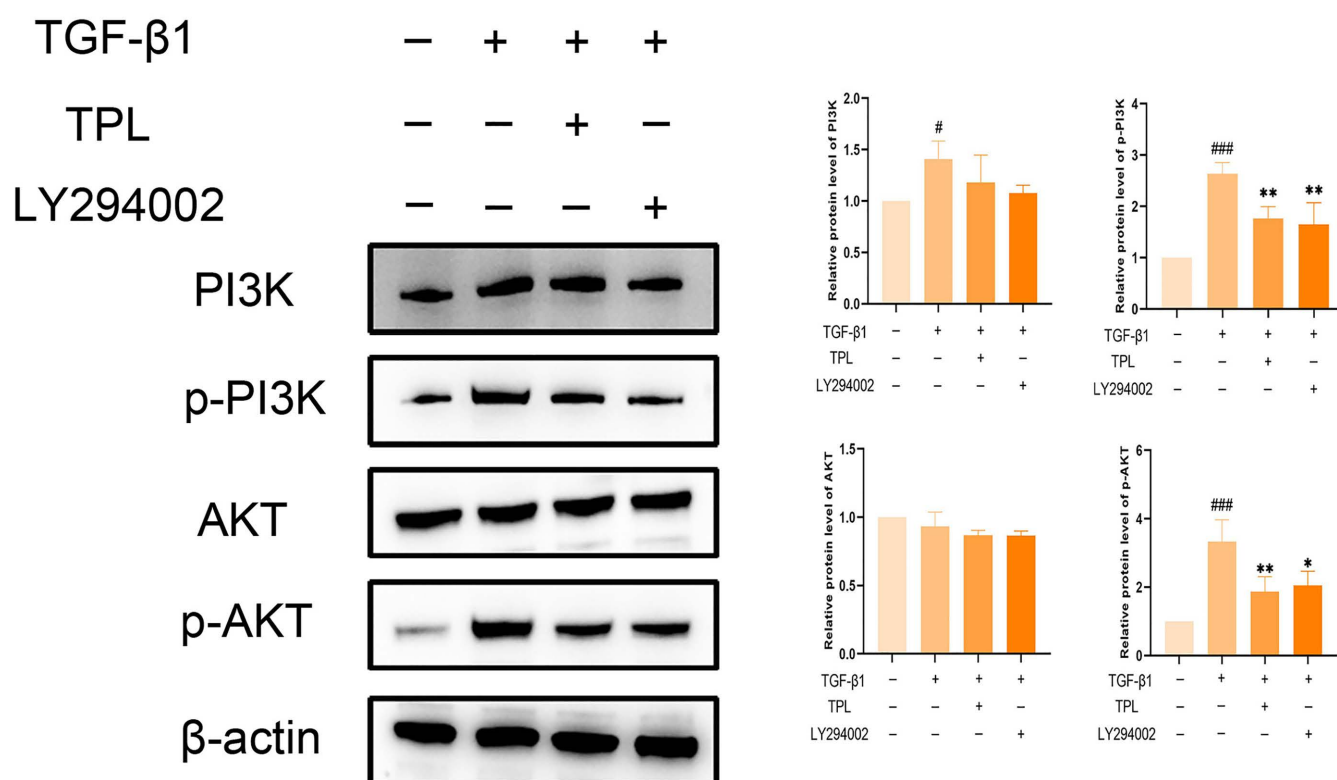 TGF-β1 – + + +
TPL – – + –
LY294002 – – – +
PI3K
p-PI3K
AKT
p-AKT
β-actin
Relative protein level of PI3K
2.0
1.5
1.0
0.5
0.0
#
TGF-β1 – + + +
TPL – – + –
LY294002 – – – +
Relative protein level of p-PI3K
4
3
2
1
0
###
**
**
TGF-β1 – + + +
TPL – – + –
LY294002 – – – +
Relative protein level of AKT
1.5
1.0
0.5
0.0
TGF-β1 – + + +
TPL – – + –
LY294002 – – – +
Relative protein level of p-AKT
6
4
2
0
###
**
*
TGF-β1 – + + +
TPL – – + –
LY294002 – – – +